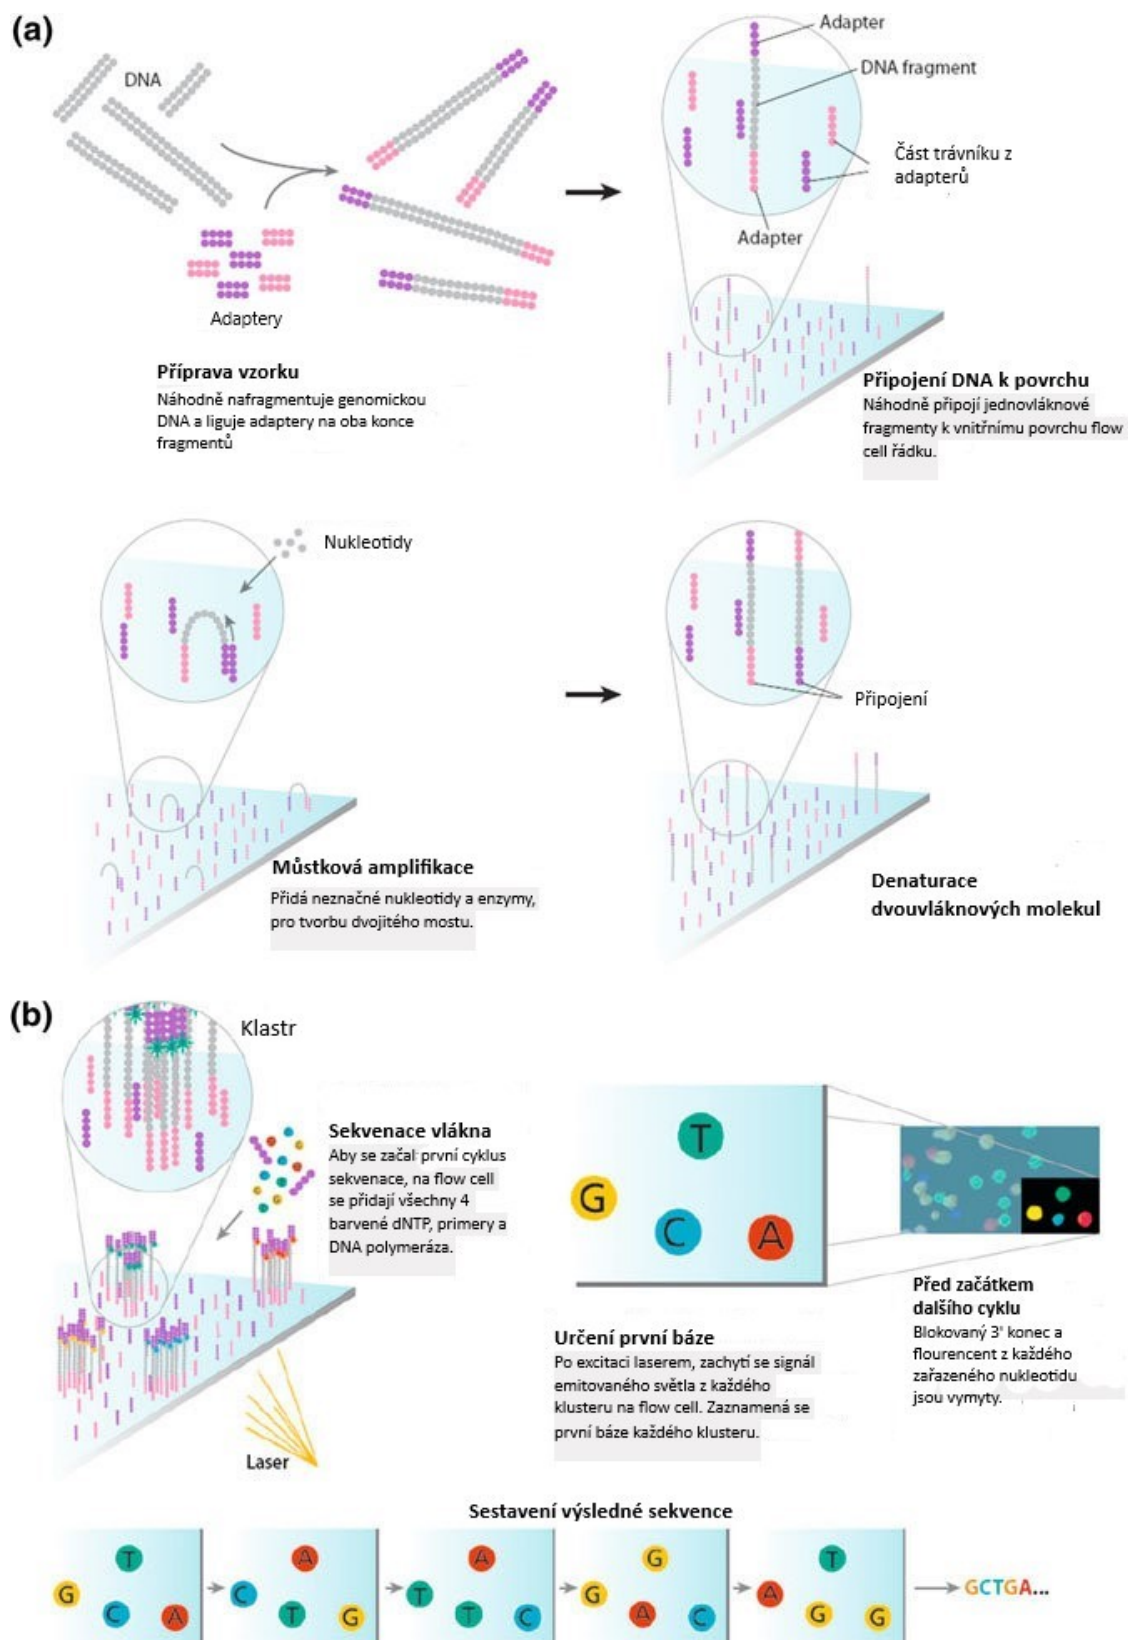 (a)
DNA
Adaptery
Příprava vzorku
Náhodně nafragmentuje genomickou
DNA a liguje adaptery na oba konce
fragmentů
Adapter
DNA fragment
Část trávníku z
adapterů
Adapter
Připojení DNA k povrchu
Náhodně připojí jednovláknové
fragmenty k vnitřnímu povrchu flow
cell řádku.
Nukleotidy
Můstková amplifikace
Přidá neznačné nukleotidy a enzymy,
pro tvorbu dvojitého mostu.
Připojení
Denaturace
dvouvláknových molekul
(b)
Klastr
Sekvenace vlákna
Aby se začal první cyklus
sekvenace, na flow cell
se přidají všechny 4
barvené dNTP, primery a
DNA polymeráza.
Laser
T
G
C
A
Určení první báze
Po excitaci laserem, zachytí se signál
emitovaného světla z každého
klusteru na flow cell. Zaznamená se
první báze každého klusteru.
Před začátkem
dalšího cyklu
Blokovaný 3' konec a
flourencent z každého
zařazeného nukleotidu
jsou vymyty.
Sestavení výsledné sekvence
T
G
C
A
A
C
T
G
A
T
T
C
G
G
A
C
T
A
G
G
GCTGA...